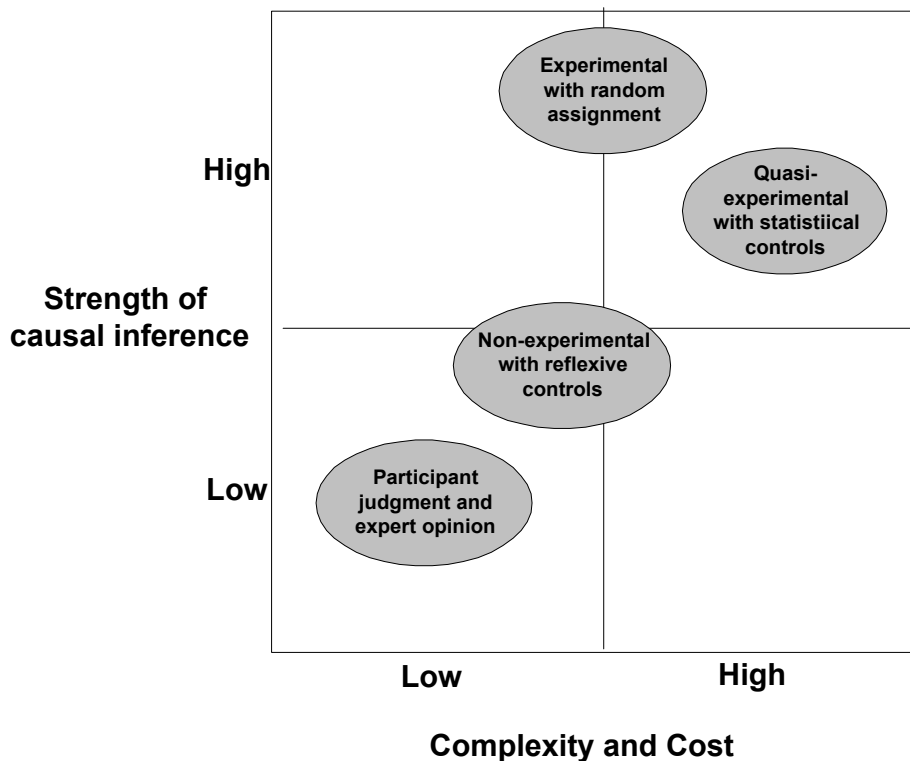 Experimental
with random
assignment
High
Quasi-
experimental
with statistiical
controls
Strength of
causal inference
Non-experimental
with reflexive
controls
Low
Participant
judgment and
expert opinion
Low
High
Complexity and Cost